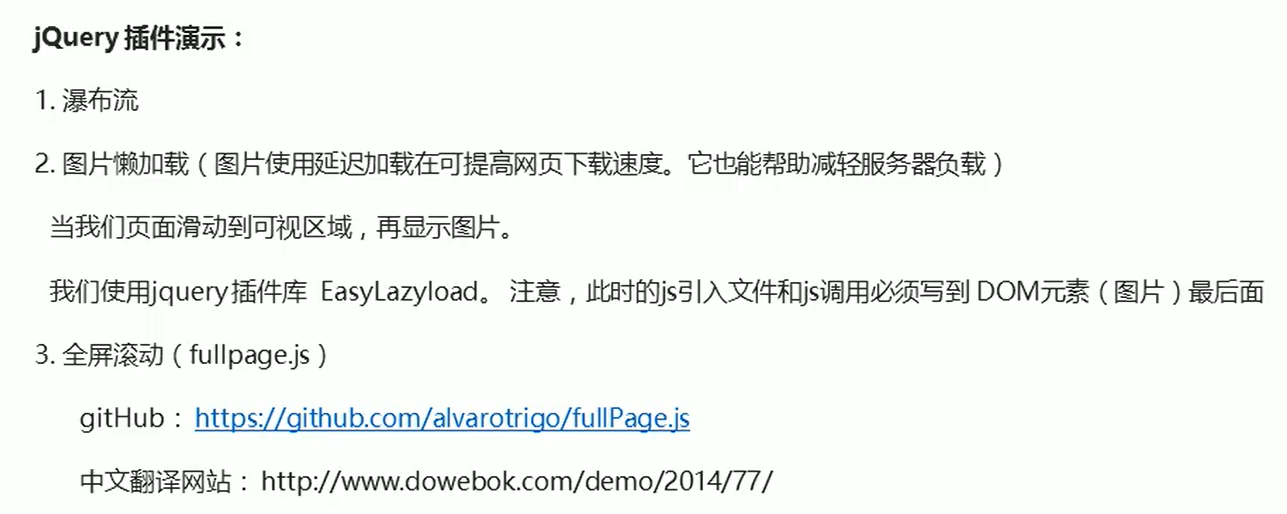 jQuery 插件演示：
1. 瀑布流
2. 图片懒加载（图片使用延迟加载在可提高网页下载速度。它也能帮助减轻服务器负载）
当我们页面滑动到可视区域，再显示图片。
我们使用jquery 插件库 EasyLazyload。 注意，此时的js引入文件和js调用必须写到 DOM元素（图片）最后面
3. 全屏滚动（fullpage.js）
gitHub： https://github.com/alvarotrigo/fullPage.js
中文翻译网站： http://www.dowebok.com/demo/2014/77/